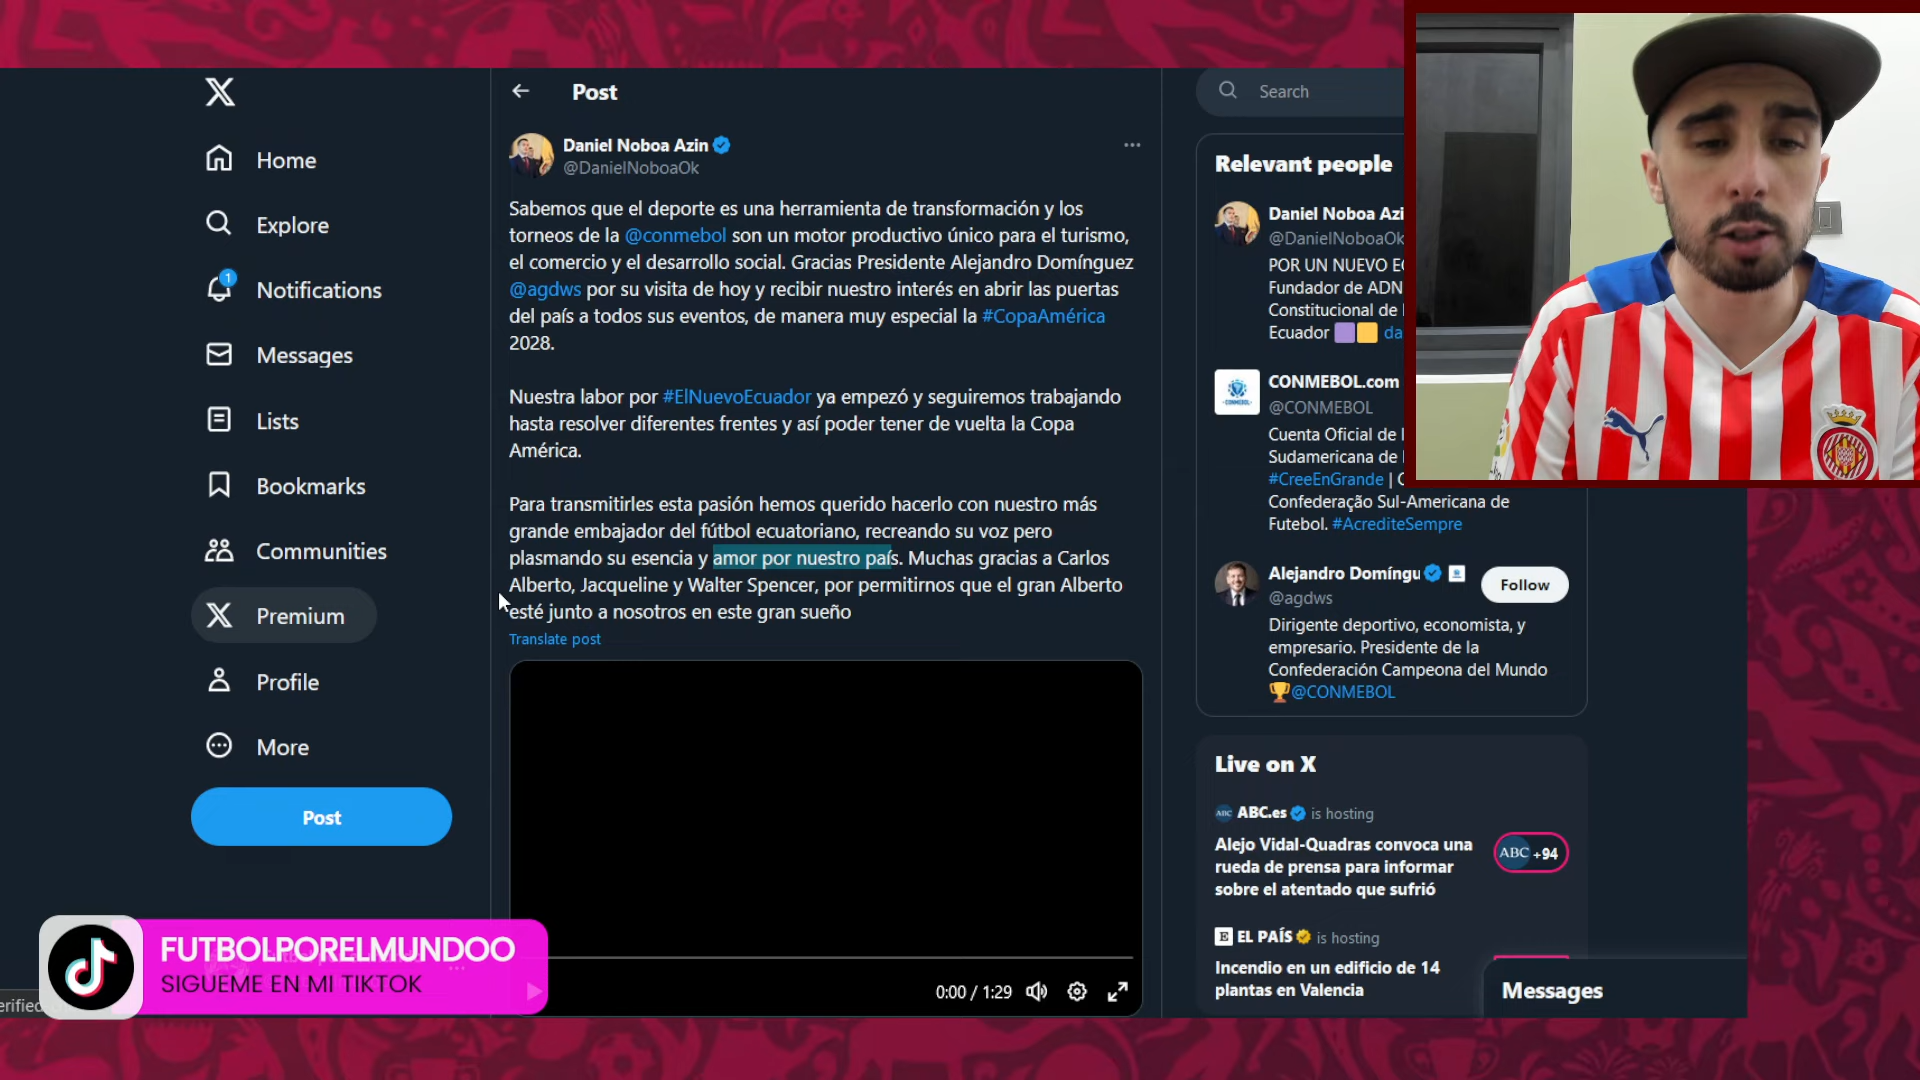 Home
Explore
1
Notifications
Messages
Lists
Bookmarks
Communities
Premium
Profile
More
Post
Post
Daniel Noboa Azin
@DanielNoboaOk
Sabemos que el deporte es una herramienta de transformación y los
torneos de la @conmebol son un motor productivo único para el turismo,
el comercio y el desarrollo social. Gracias Presidente Alejandro Domínguez
@agdws por su visita de hoy y recibir nuestro interés en abrir las puertas
del país a todos sus eventos, de manera muy especial la #CopaAmérica
2028.
Nuestra labor por #ElNuevoEcuador ya empezó y seguiremos trabajando
hasta resolver diferentes frentes y así poder tener de vuelta la Copa
América.
Para transmitirles esta pasión hemos querido hacerlo con nuestro más
grande embajador del fútbol ecuatoriano, recreando su voz pero
plasmando su esencia y amor por nuestro país. Muchas gracias a Carlos
Alberto, Jacqueline y Walter Spencer, por permitirnos que el gran Alberto
esté junto a nosotros en este gran sueño
Translate post
0:00 / 1:29
Search
Relevant people
Daniel Noboa Azi
@DanielNoboaOk
POR UN NUEVO E
Fundador de ADN
Constitucional de
Ecuador da
CONMEBOL.com
@CONMEBOL
Cuenta Oficial de
Sudamericana de
#CreeEnGrande |
Confederação Sul-Americana de
Futebol. #AcrediteSempre
Alejandro Domíngu
@agdws
Follow
Dirigente deportivo, economista, y
empresario. Presidente de la
Confederación Campeona del Mundo
@CONMEBOL
Live on X
ABC ABC.es is hosting
Alejo Vidal-Quadras convoca una
rueda de prensa para informar
sobre el atentado que sufrió
ABC +94
E EL PAÍS is hosting
Incendio en un edificio de 14
plantas en Valencia
Messages
FUTBOLPORELMUNDOO
SIGUEME EN MI TIKTOK